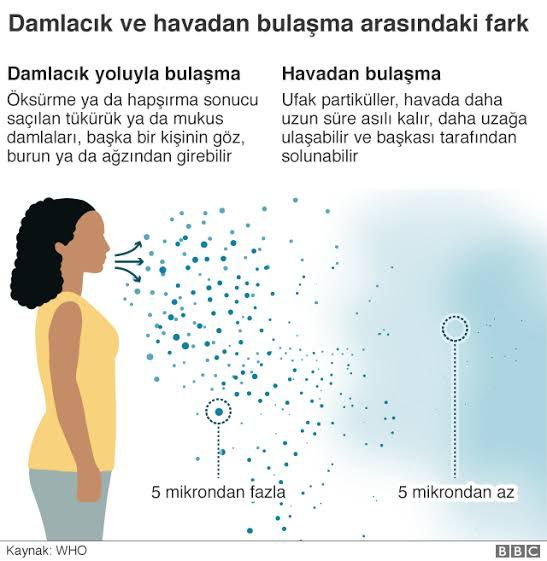 Damlacık ve havadan bulaşma arasındaki fark
Damlacık yoluyla bulaşma
Öksürme ya da hapşırma sonucu
saçılan tükürük ya da mukus
damlaları, başka bir kişinin göz,
burun ya da ağzından girebilir
Havadan bulaşma
Ufak partiküller, havada daha
uzun süre asılı kalır, daha uzağa
ulaşabilir ve başkası tarafından
solunabilir
5 mikrondan fazla
5 mikrondan az
Kaynak: WHO
BBC